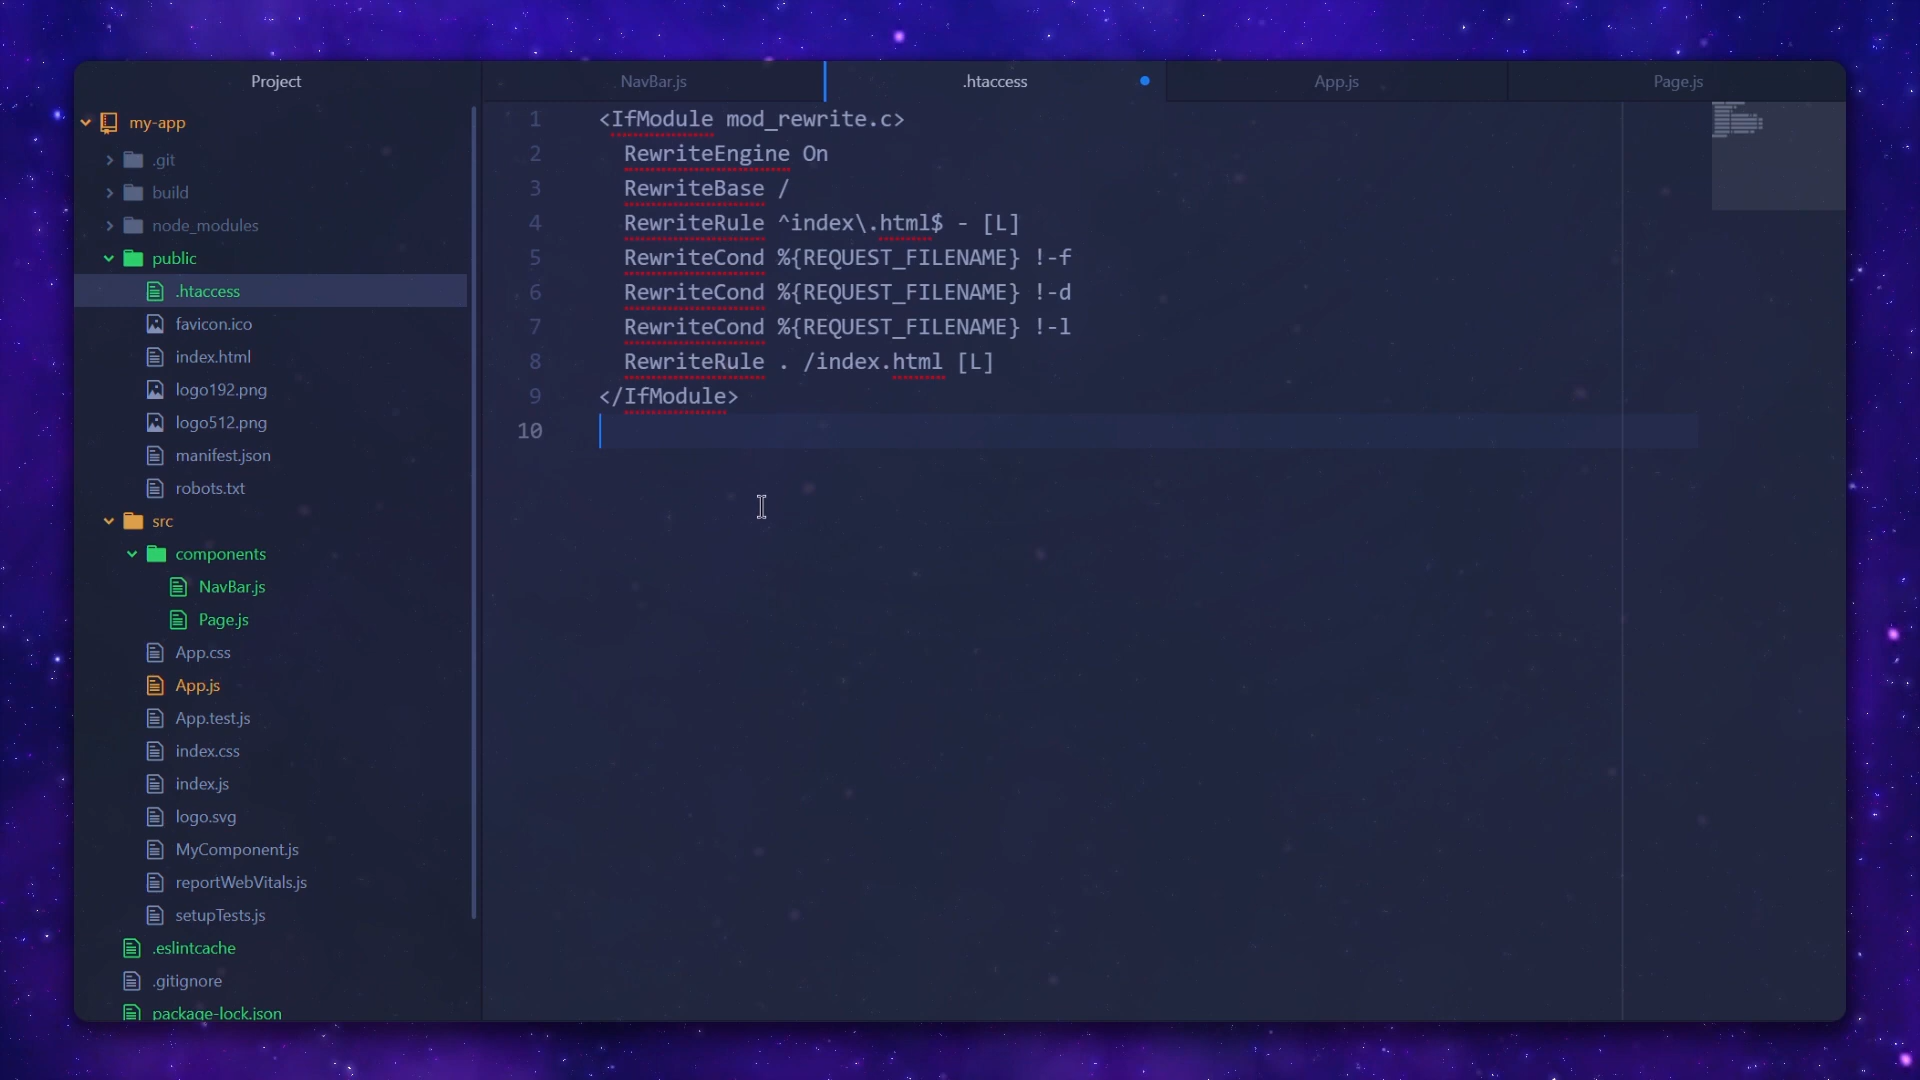 Project
my-app
.git
build
node_modules
public
.htaccess
favicon.ico
index.html
logo192.png
logo512.png
manifest.json
robots.txt
src
components
NavBar.js
Page.js
App.css
App.js
App.test.js
index.css
index.js
logo.svg
MyComponent.js
reportWebVitals.js
setupTests.js
.eslintcache
.gitignore
package-lock.json
NavBar.js
.htaccess
App.js
Page.js
1 <IfModule mod_rewrite.c>
2 RewriteEngine On
3 RewriteBase /
4 RewriteRule ^index\.html$ - [L]
5 RewriteCond %{REQUEST_FILENAME} !-f
6 RewriteCond %{REQUEST_FILENAME} !-d
7 RewriteCond %{REQUEST_FILENAME} !-l
8 RewriteRule . /index.html [L]
9 </IfModule>
10